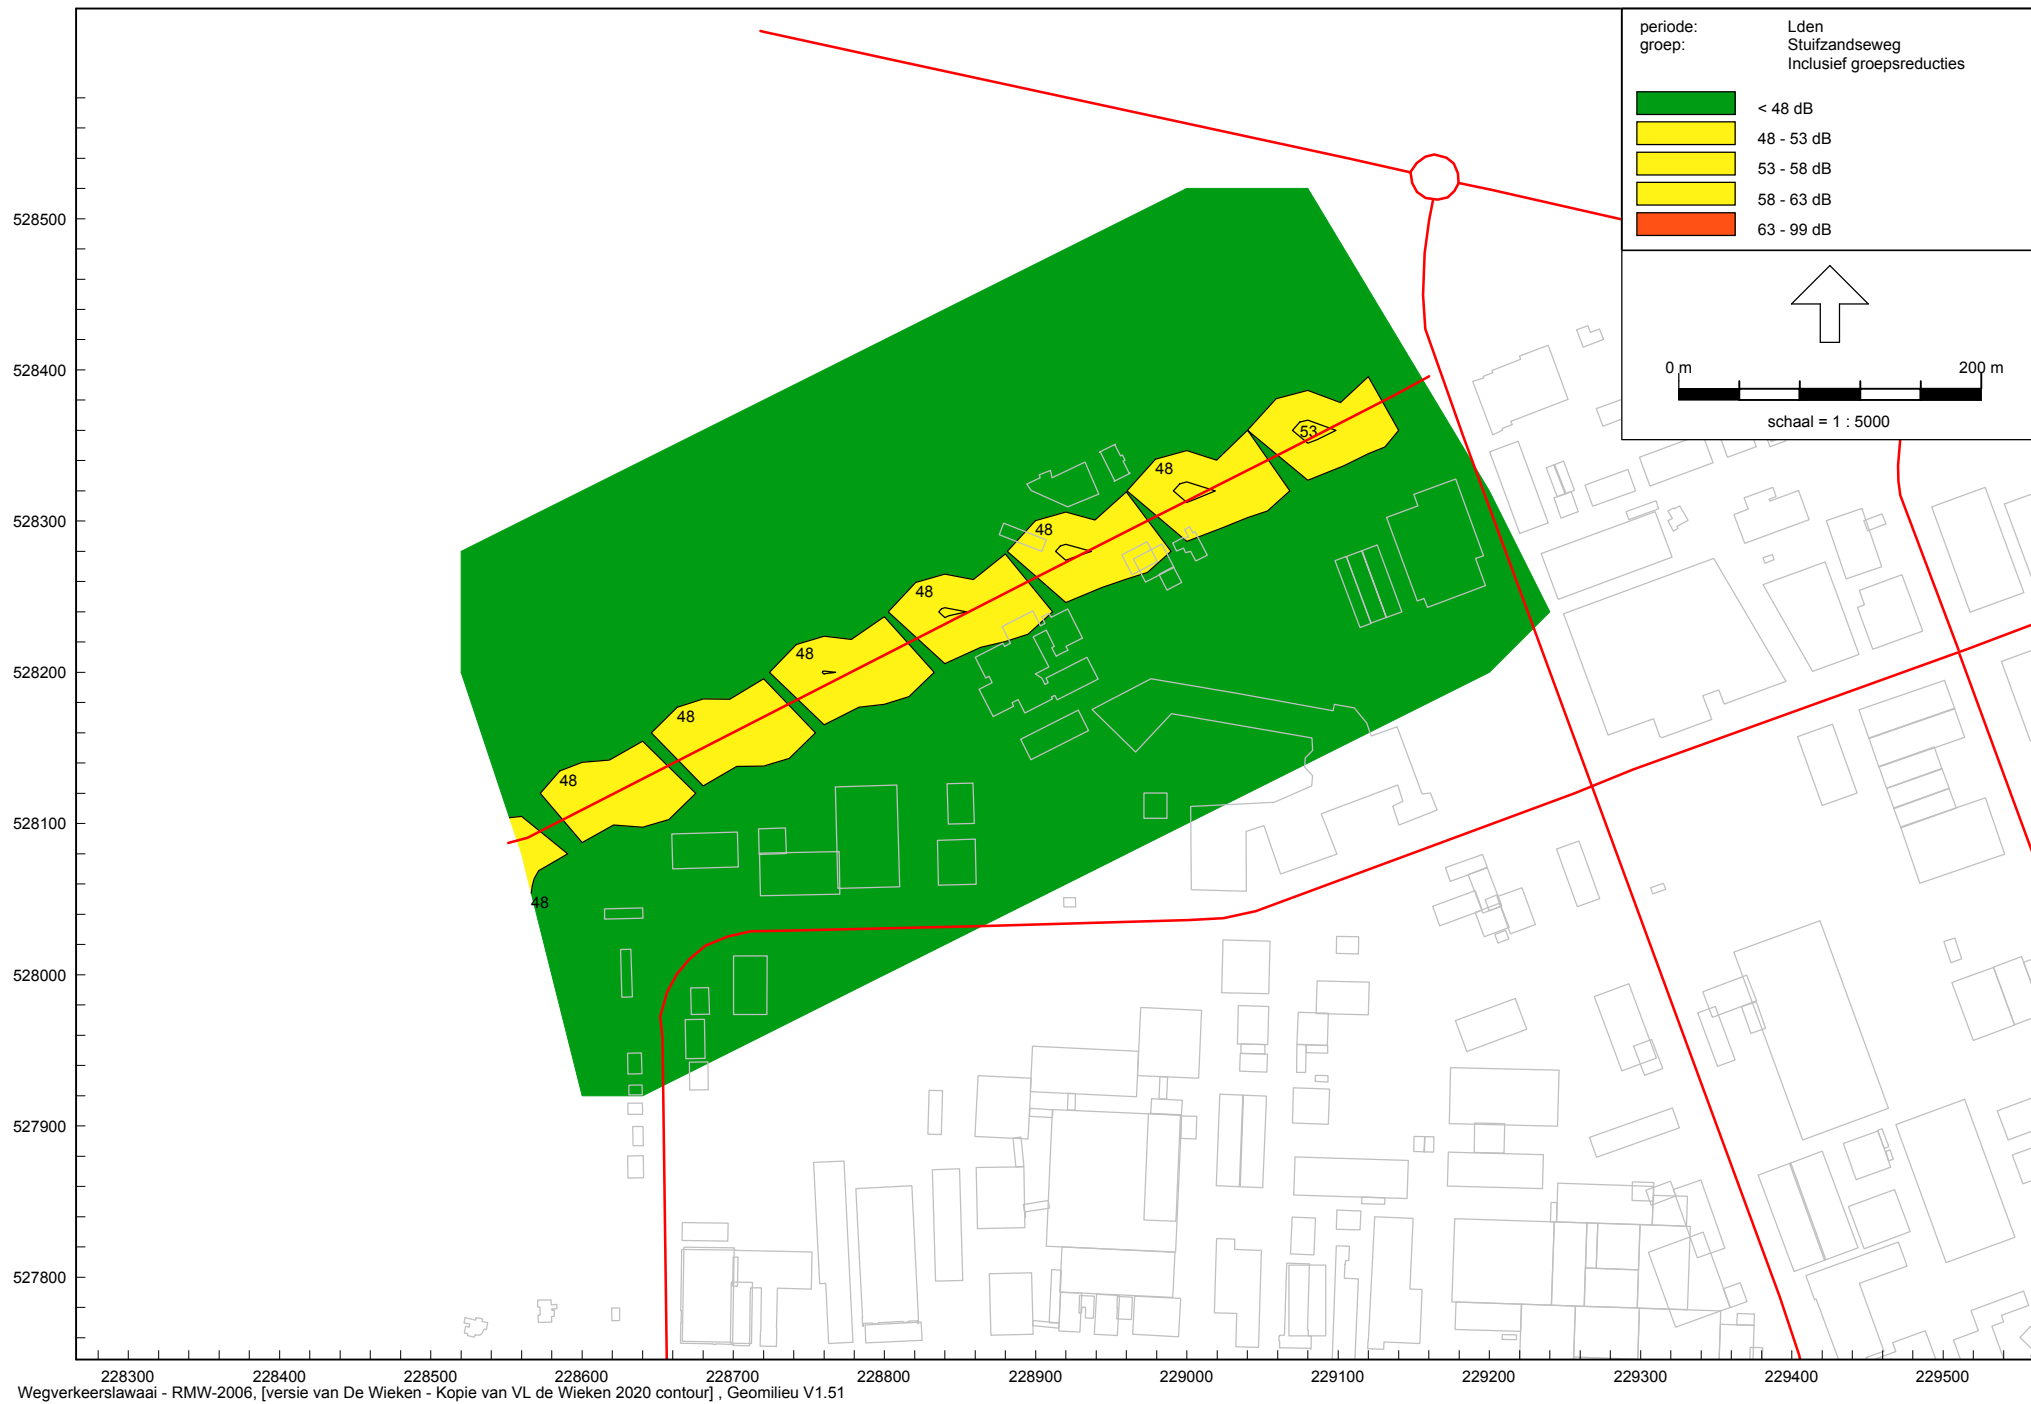 periode: Lden
groep: Stuifzandseweg
Inclusief groepsreducties
< 48 dB
48 - 53 dB
53 - 58 dB
58 - 63 dB
63 - 99 dB
0 m 200 m
schaal = 1 : 5000
528500
528400
528300
528200
528100
528000
527900
527800
53
48
48
48
48
48
48
48
228300 228400 228500 228600 228700 228800 228900 229000 229100 229200 229300 229400 229500
Wegverkeerslawaai - RMW-2006, [versie van De Wieken - Kopie van VL de Wieken 2020 contour] , Geomilieu V1.51